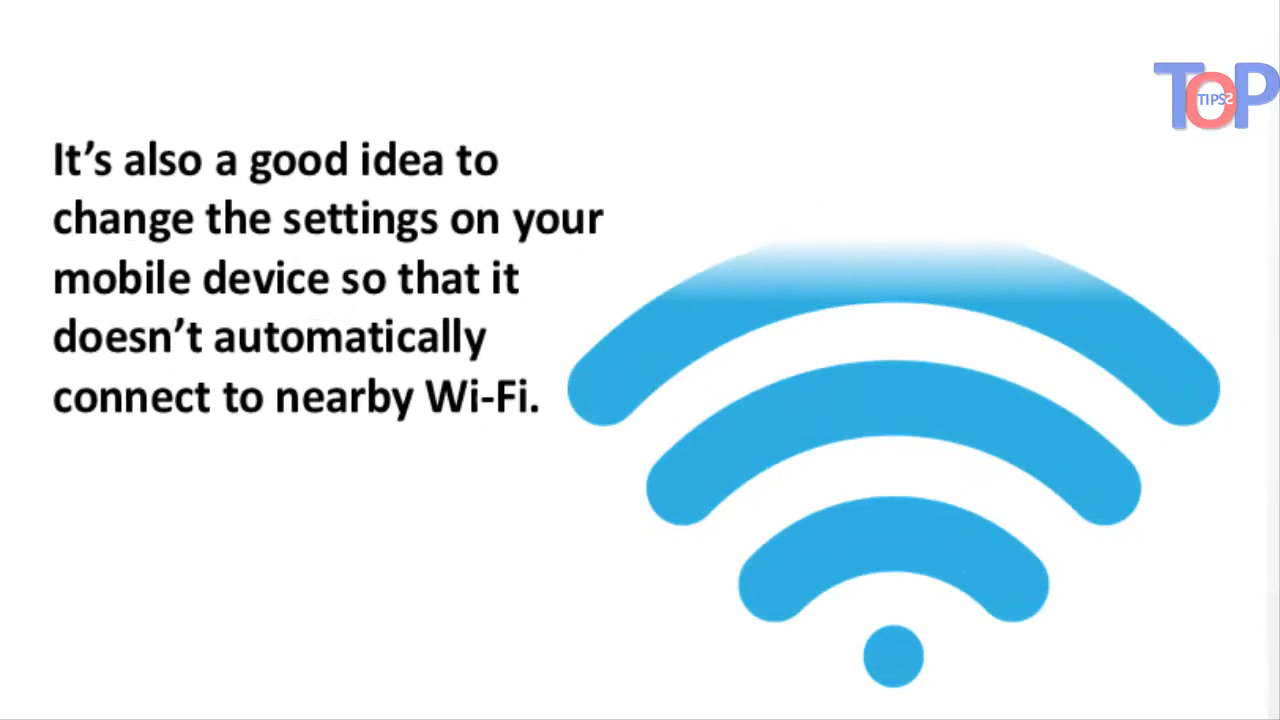 TOP
TIPS
It’s also a good idea to
change the settings on your
mobile device so that it
doesn’t automatically
connect to nearby Wi-Fi.